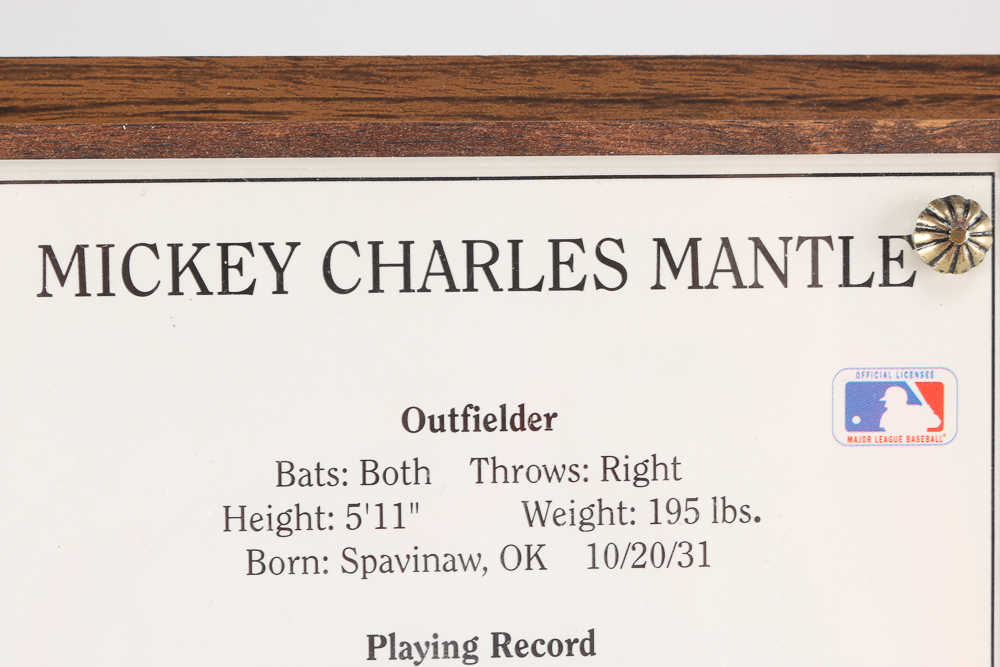 MICKEY CHARLES MANTLE
OFFICIAL LICENSEE
MAJOR LEAGUE BASEBALL®
Outfielder
Bats: Both Throws: Right
Height: 5'11" Weight: 195 lbs.
Born: Spavinaw, OK 10/20/31
Playing Record